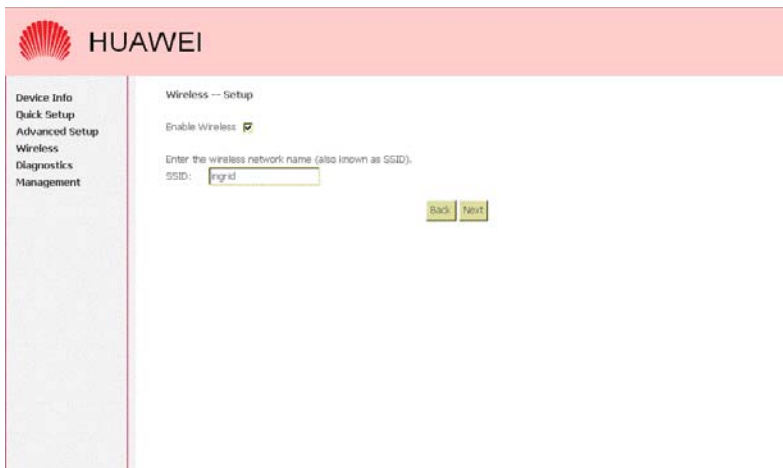 HUAWEI
Device Info
Quick Setup
Advanced Setup
Wireless
Diagnostics
Management
Wireless -- Setup
Enable Wireless
Enter the wireless network name (also known as SSID).
SSID: ingrid
Back Next